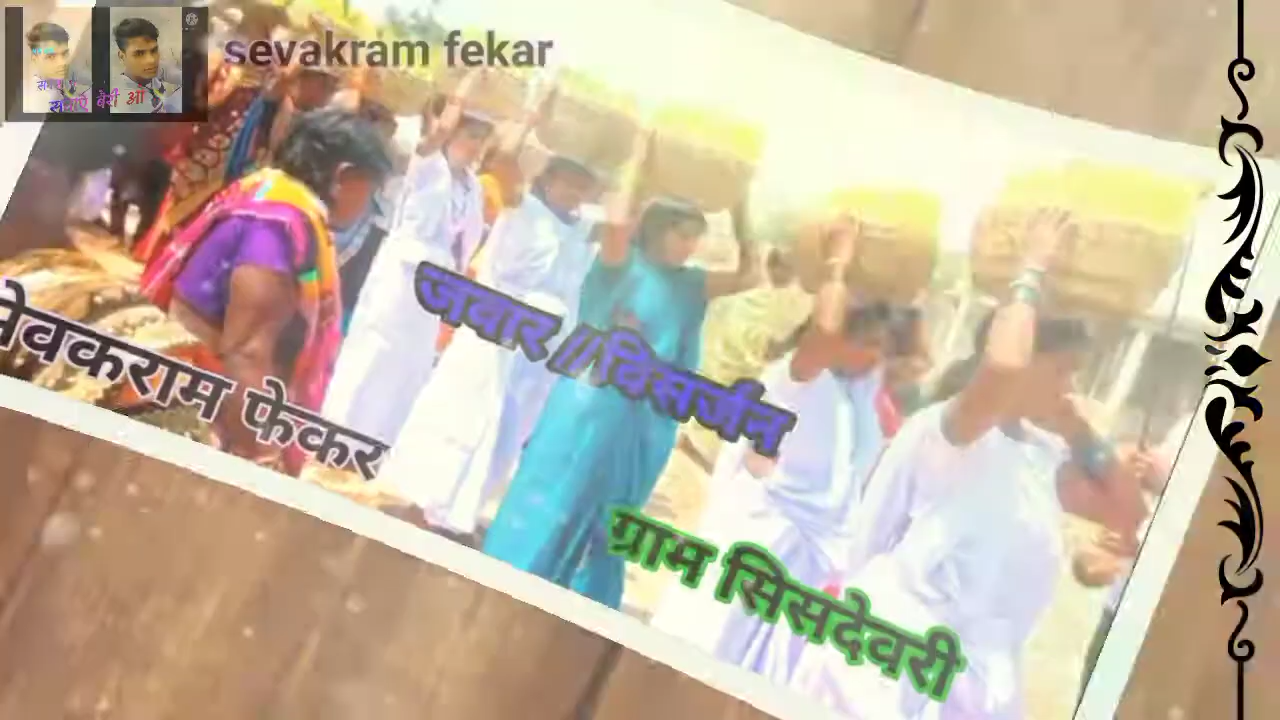 sevakram fekar
सेवकराम फेकर
जवार //विसर्जन
ग्राम सिसदेवरी